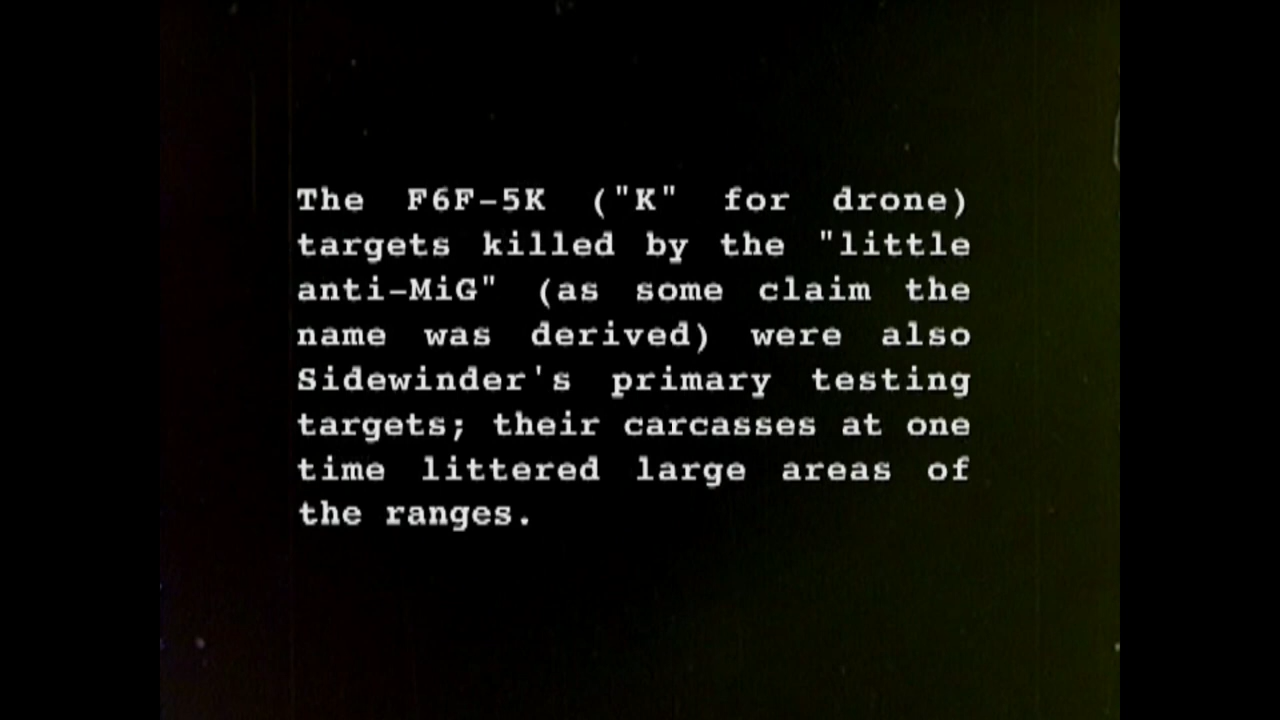 The F6F-5K ("K" for drone)
targets killed by the "little
anti-MiG" (as some claim the
name was derived) were also
Sidewinder's primary testing
targets; their carcasses at one
time littered large areas of
the ranges.